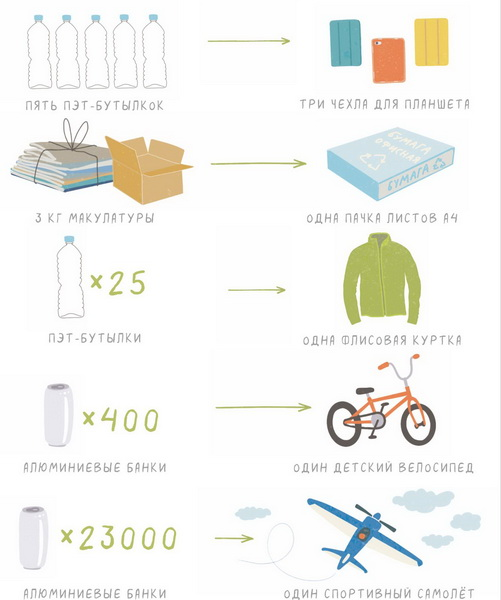 ПЯТЬ ПЭТ-БУТЫЛКОК
ТРИ ЧЕХЛА ДЛЯ ПЛАНШЕТА
БУМАГА
ОФИСНАЯ
БУМАГА
3 КГ МАКУЛАТУРЫ
ОДНА ПАЧКА ЛИСТОВ А4
×25
ПЭТ-БУТЫЛКИ
ОДНА ФЛИСОВАЯ КУРТКА
×400
АЛЮМИНИЕВЫЕ БАНКИ
ОДИН ДЕТСКИЙ ВЕЛОСИПЕД
×23000
АЛЮМИНИЕВЫЕ БАНКИ
ОДИН СПОРТИВНЫЙ САМОЛЁТ